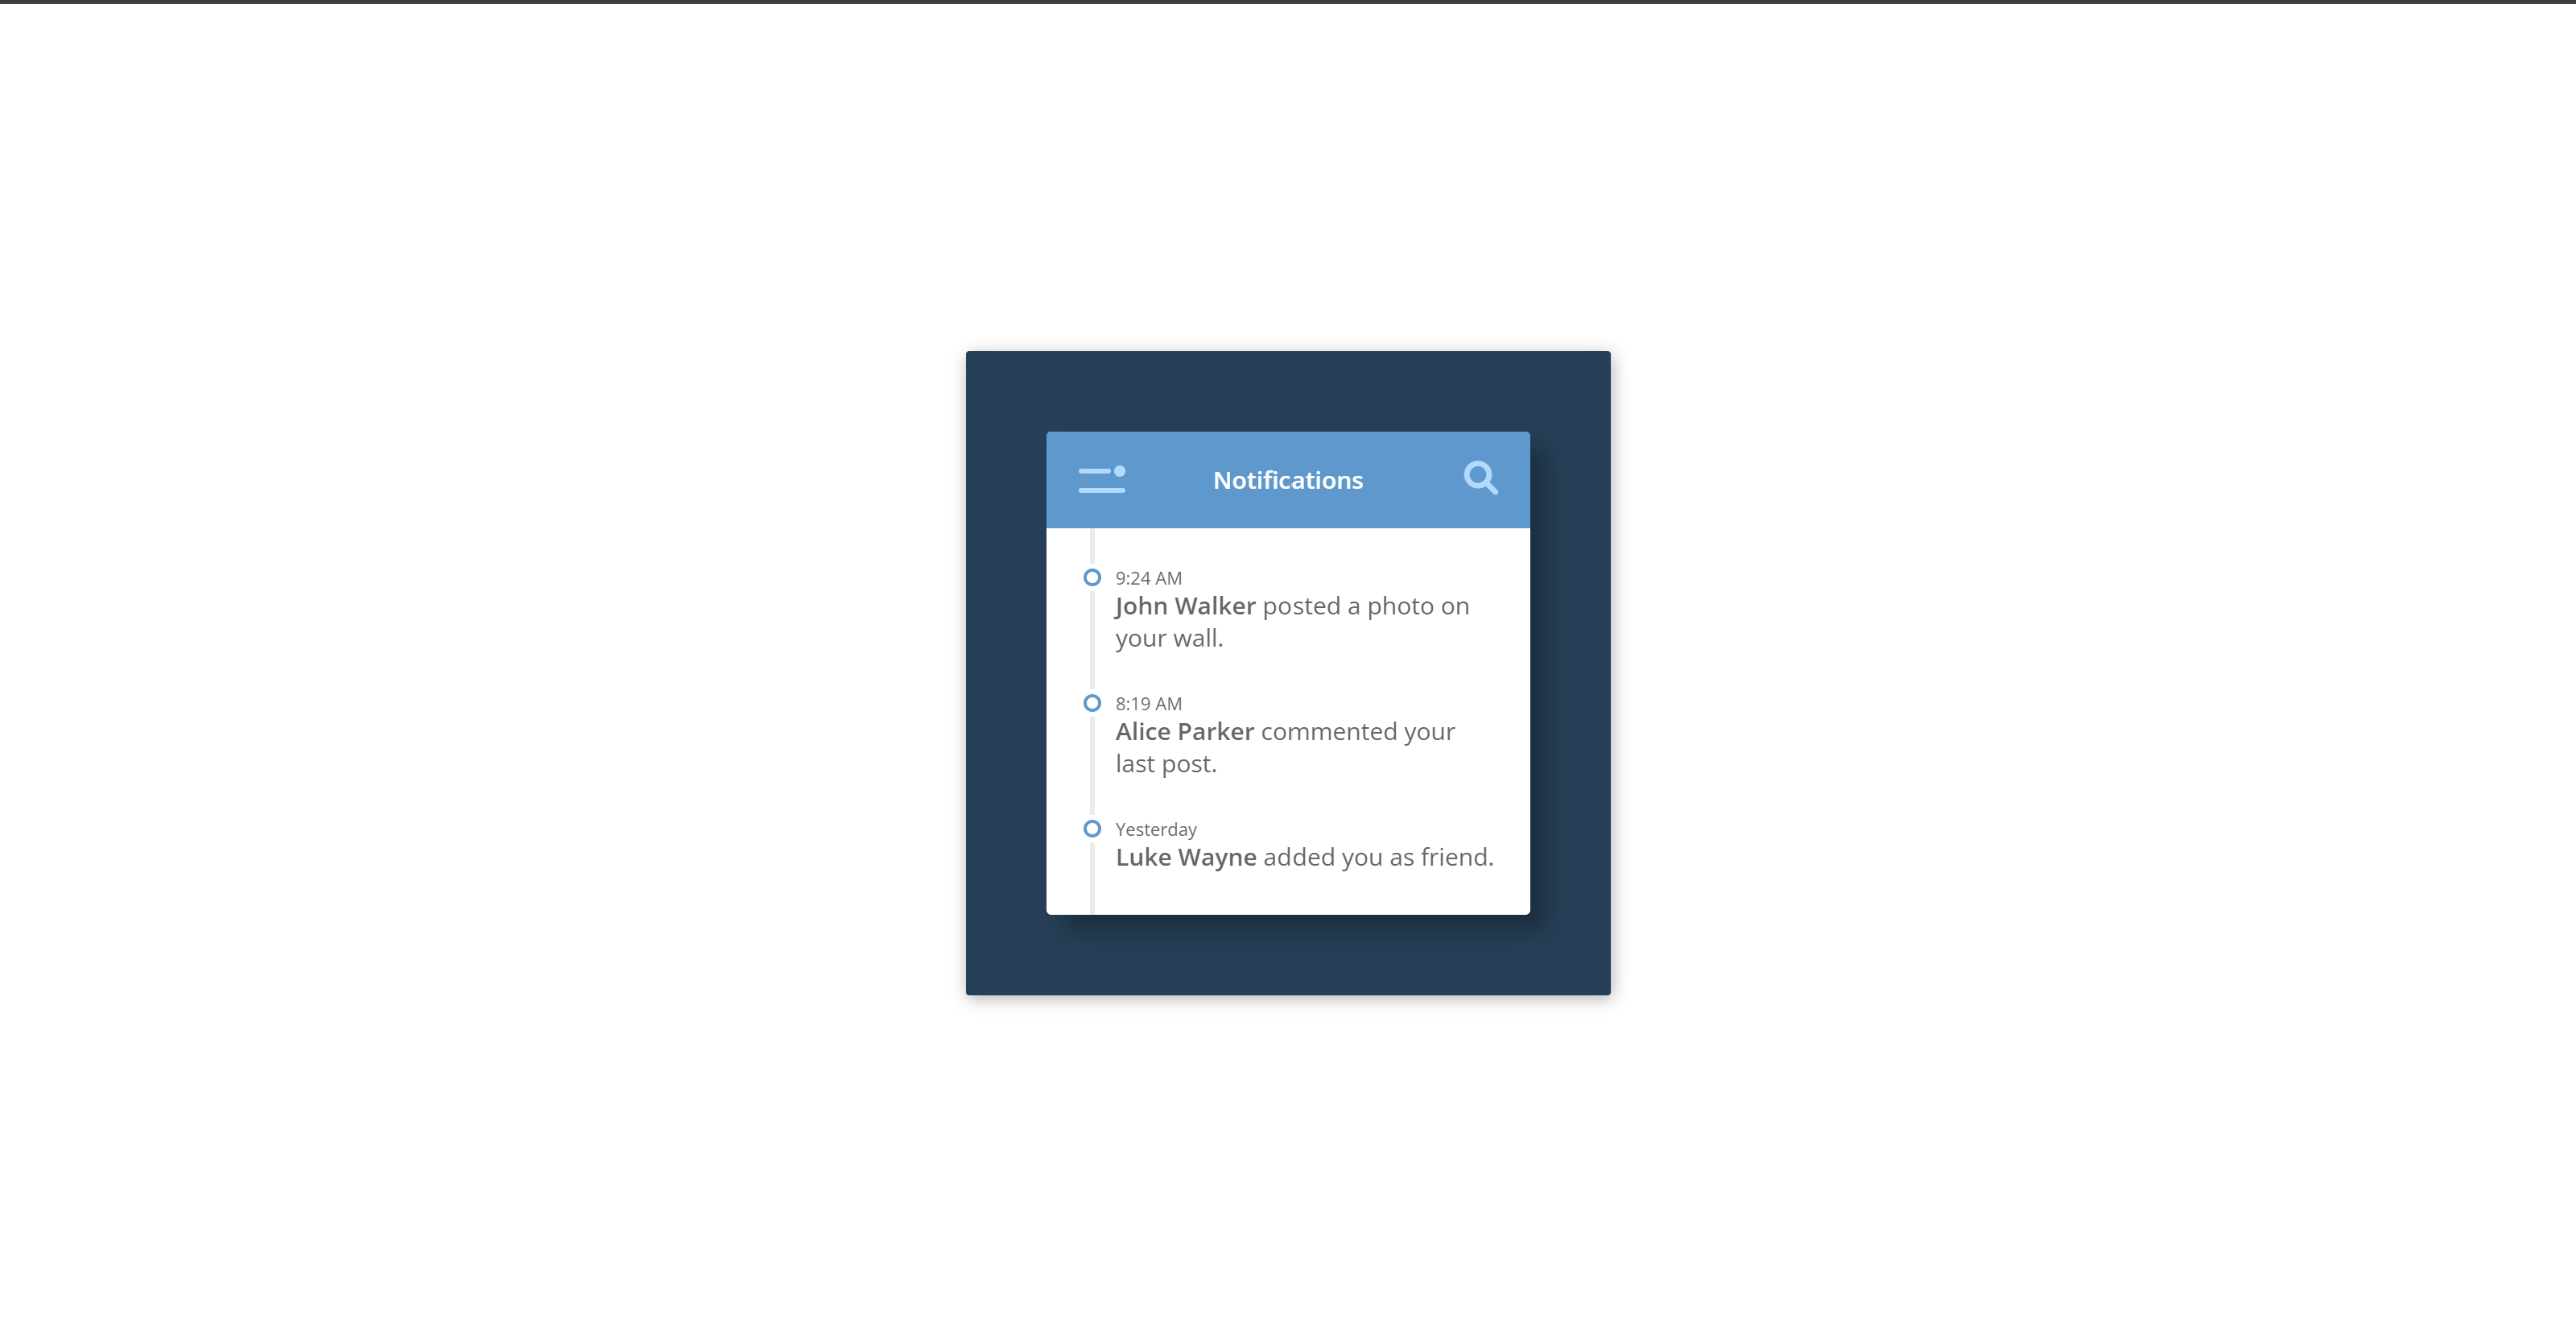 Notifications
9:24 AM
John Walker posted a photo on
your wall.
8:19 AM
Alice Parker commented your
last post.
Yesterday
Luke Wayne added you as friend.